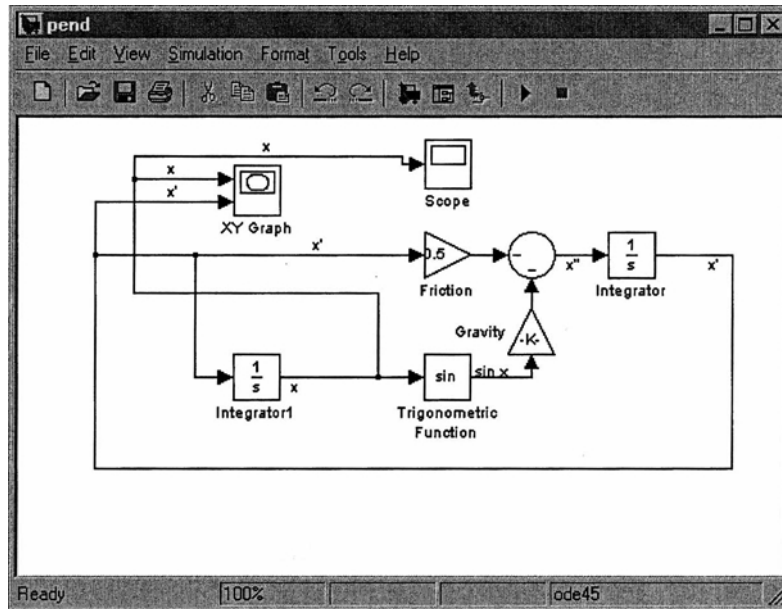 pend
File Edit View Simulation Format Tools Help
x
x
x'
XY Graph
Scope
x'
0.5
Friction
-
-
x''
1
s
Integrator
x'
Gravity
-K-
1
s
Integrator1
x
sin
Trigonometric
Function
sin x
Ready 100% ode45